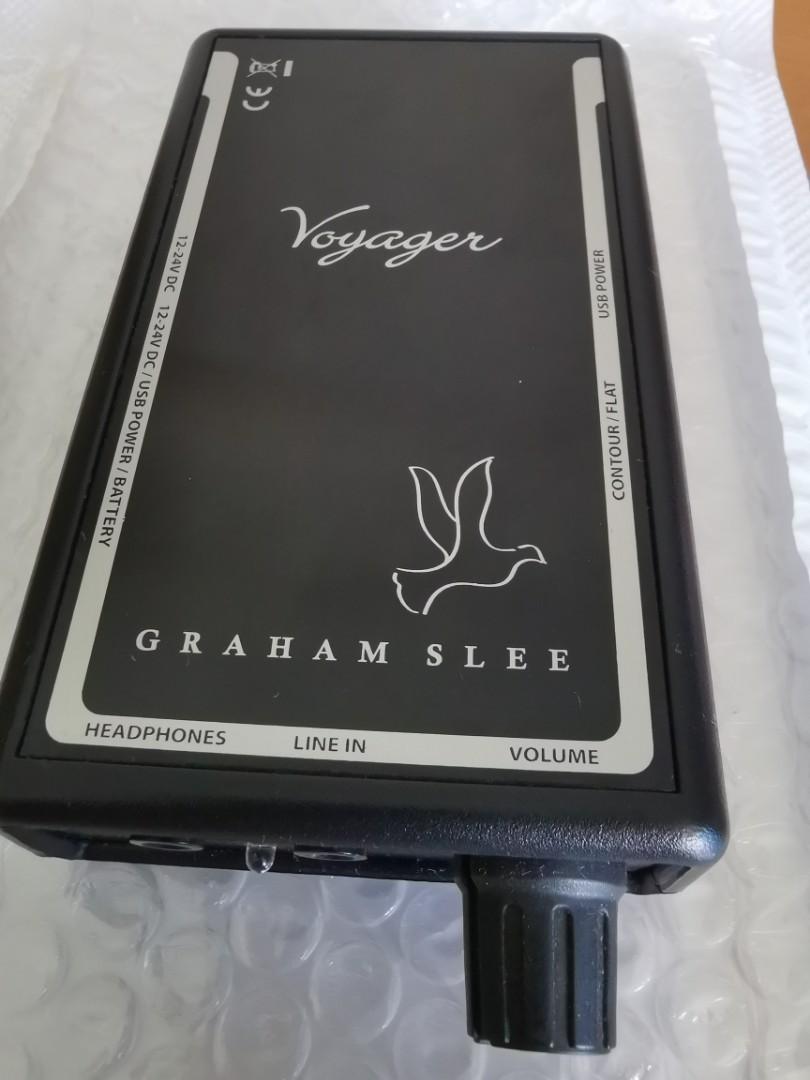 CE
Voyager
12-24V DC
12-24V DC / USB POWER / BATTERY
USB POWER
CONTOUR / FLAT
GRAHAM SLEE
HEADPHONES
LINE IN
VOLUME